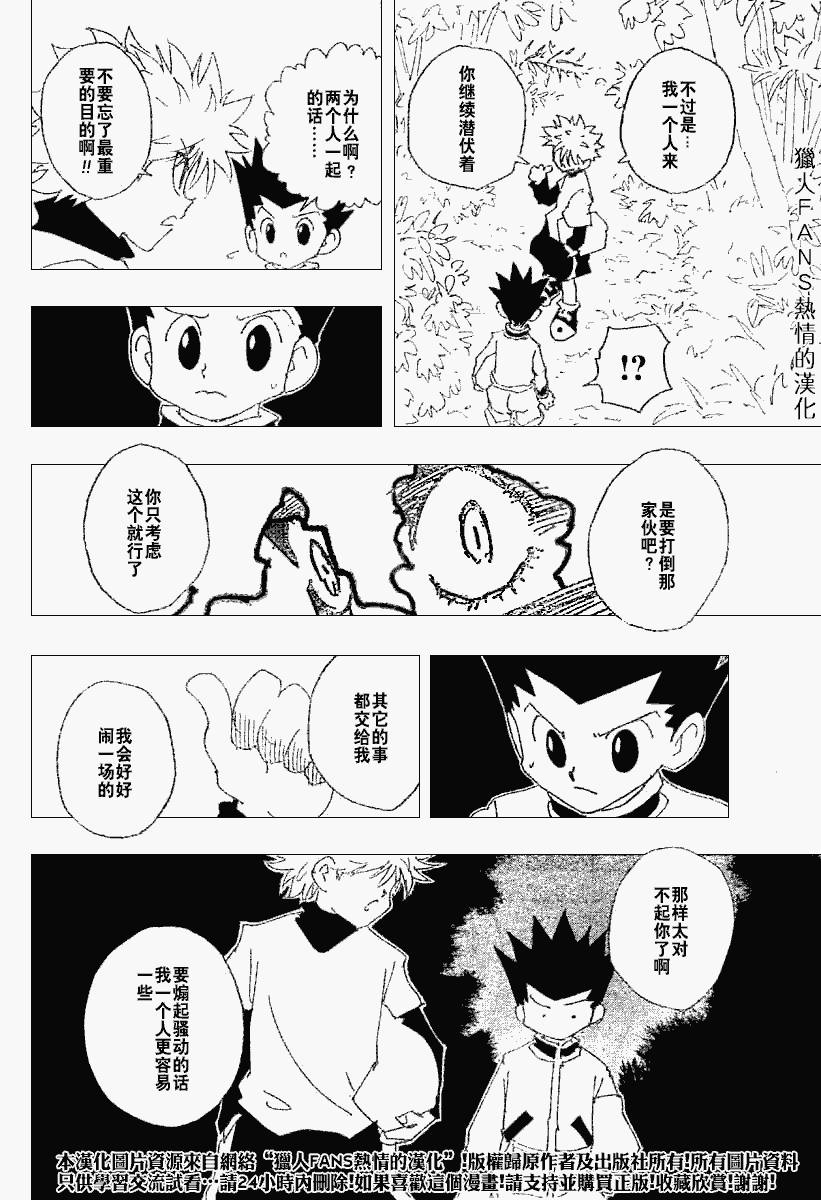 不过是…
我一个人来
你继续潜伏着
!?
为什么啊?
两个人一起
的话……
不要忘了最重
要的目的啊!!
是要打倒那
家伙吧?
你只考虑
这个就行了
其它的事
都交给我
我会好好
闹一场的
那样太对
不起你了啊
要煽起骚动的话
我一个人更容易
一些
獵人FANS熱情的漢化
本漢化圖片資源來自網絡“獵人FANS熱情的漢化”!版權歸原作者及出版社所有!所有圖片資料
只供學習交流試看‥請24小時內刪除!如果喜歡這個漫畫!請支持並購買正版!收藏欣賞!謝謝!